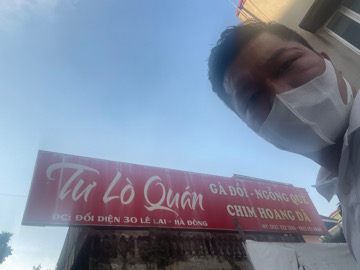 Tư Lò Quán
ĐC: ĐỐI DIỆN 30 LÊ LAI - HÀ ĐÔNG
GÀ ĐỒI - NGỖNG QUÊ
CHIM HOANG DÃ